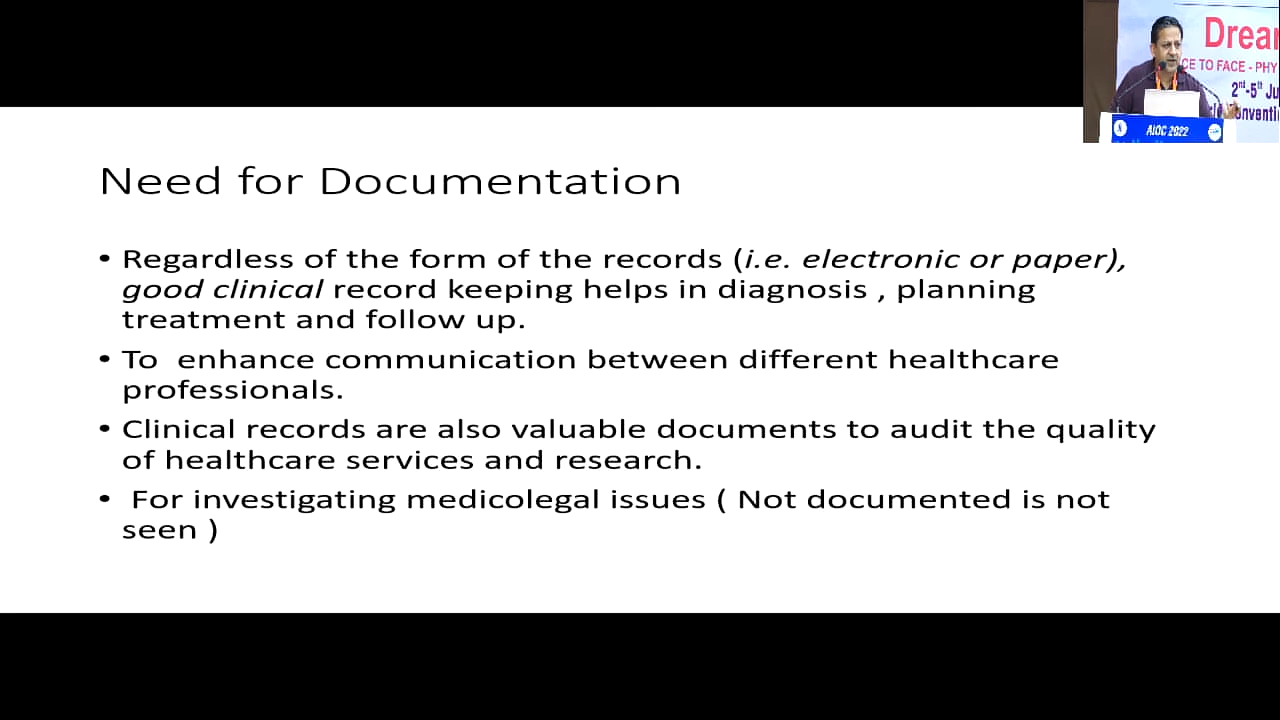 Drea
CE TO FACE - PHY
2nd-5th Ju
onventi
AIOC 2022
Need for Documentation
• Regardless of the form of the records (i.e. electronic or paper),
good clinical record keeping helps in diagnosis , planning
treatment and follow up.
• To  enhance communication between different healthcare
professionals.
• Clinical records are also valuable documents to audit the quality
of healthcare services and research.
•  For investigating medicolegal issues ( Not documented is not
seen )